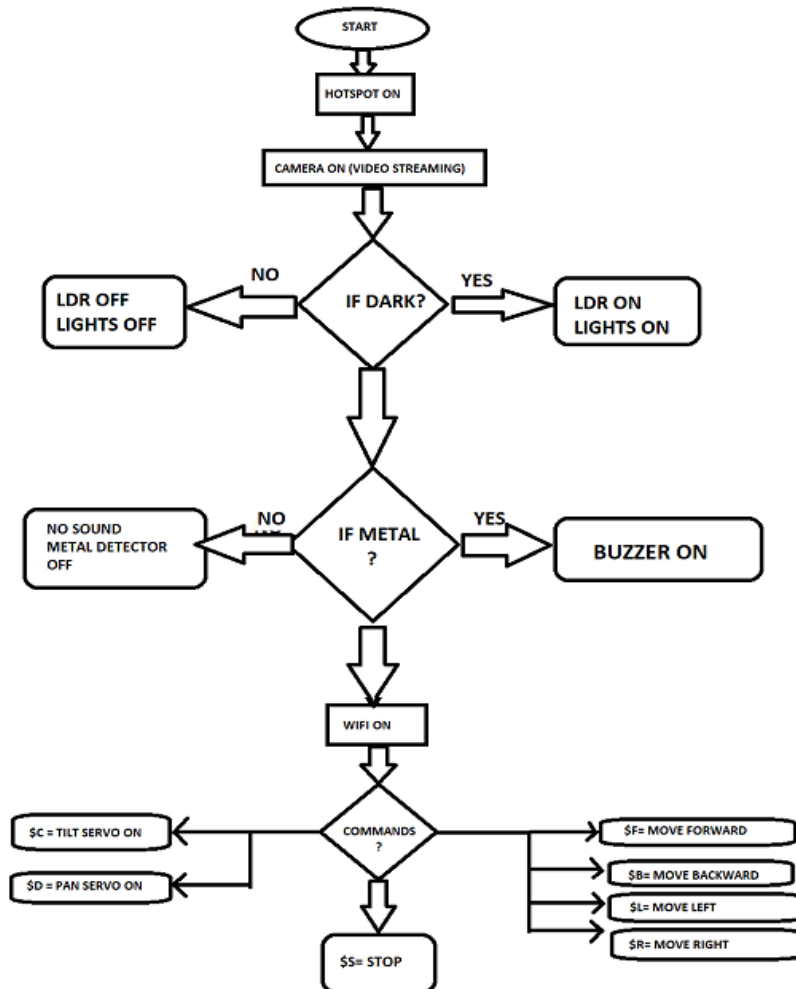 START
HOTSPOT ON
CAMERA ON (VIDEO STREAMING)
NO
YES
LDR OFF
LIGHTS OFF
IF DARK?
LDR ON
LIGHTS ON
NO
YES
NO SOUND
METAL DETECTOR
OFF
IF METAL
?
BUZZER ON
WIFI ON
$C = TILT SERVO ON
$D = PAN SERVO ON
COMMANDS
?
$F= MOVE FORWARD
$B= MOVE BACKWARD
$L= MOVE LEFT
$R= MOVE RIGHT
$S= STOP